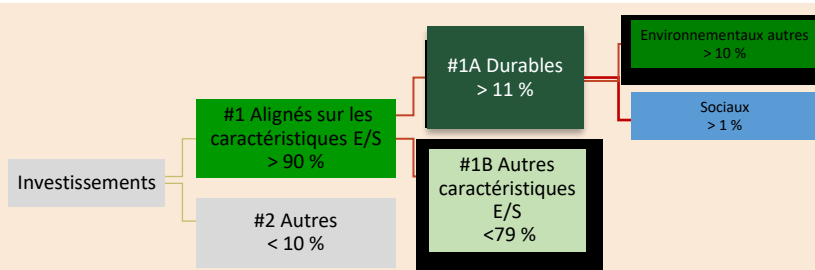 Investissements
#1 Alignés sur les
caractéristiques E/S
> 90 %
#2 Autres
< 10 %
#1A Durables
> 11 %
#1B Autres
caractéristiques
E/S
<79 %
Environnementaux autres
> 10 %
Sociaux
> 1 %